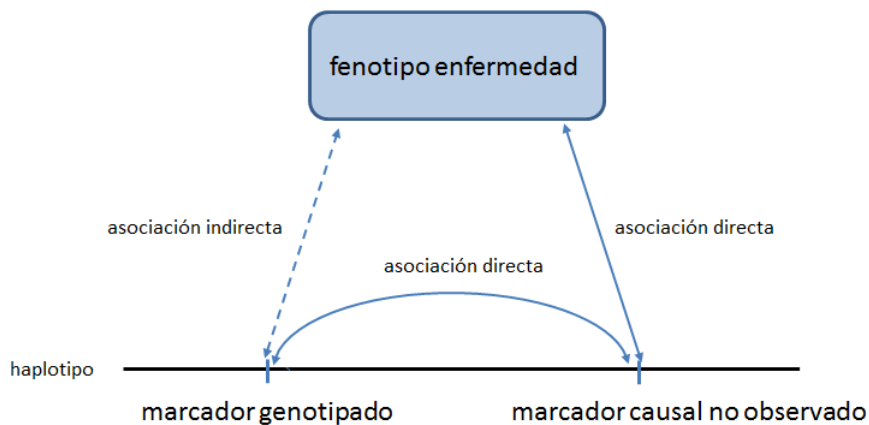 fenotipo enfermedad
asociación indirecta
asociación directa
asociación directa
haplotipo
marcador genotipado
marcador causal no observado